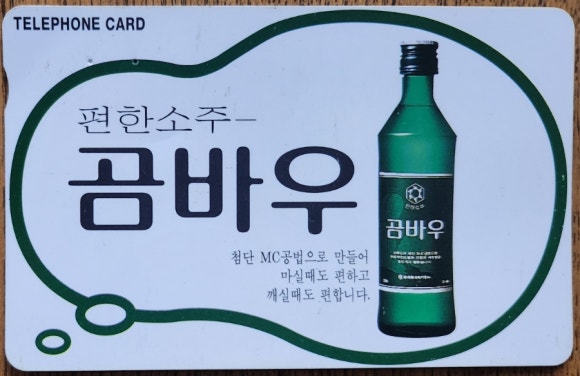 TELEPHONE CARD
편한소주–
곰바우
첨단 MC공법으로 만들어
마실때도 편하고
깨실때도 편합니다.
곰바우